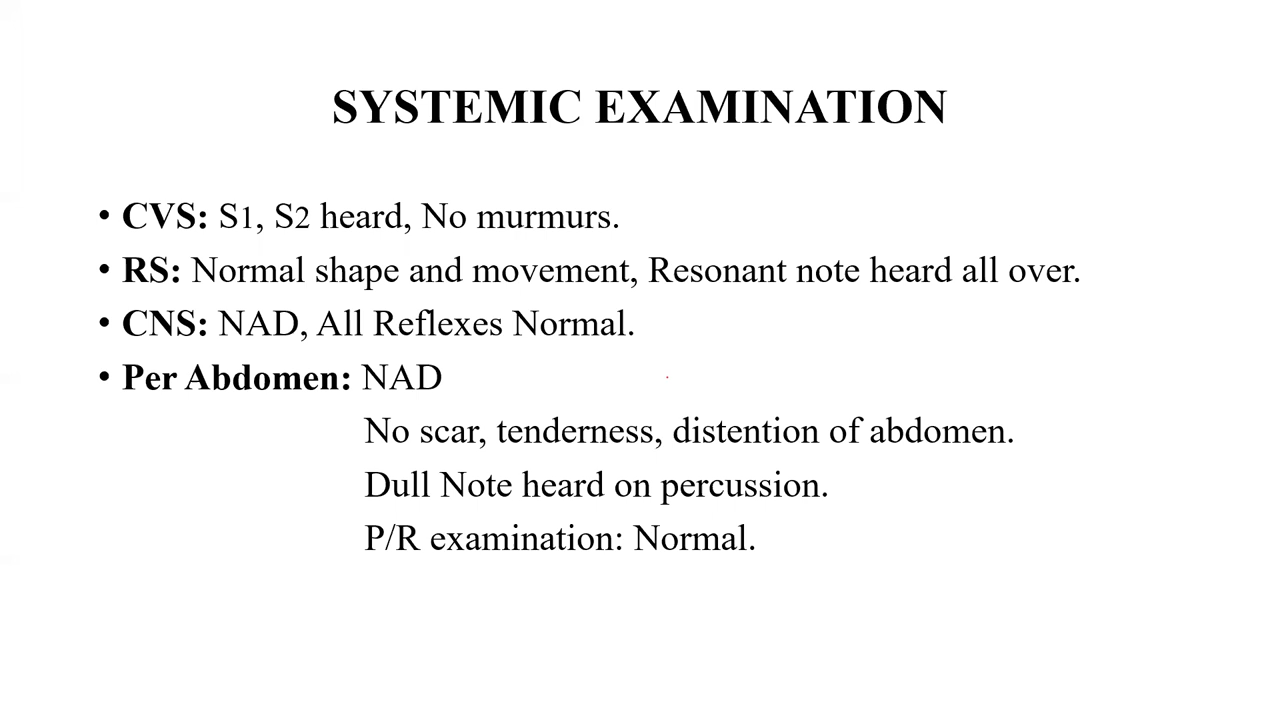 SYSTEMIC EXAMINATION
• CVS: S1, S2 heard, No murmurs.
• RS: Normal shape and movement, Resonant note heard all over.
• CNS: NAD, All Reflexes Normal.
• Per Abdomen: NAD
No scar, tenderness, distention of abdomen.
Dull Note heard on percussion.
P/R examination: Normal.